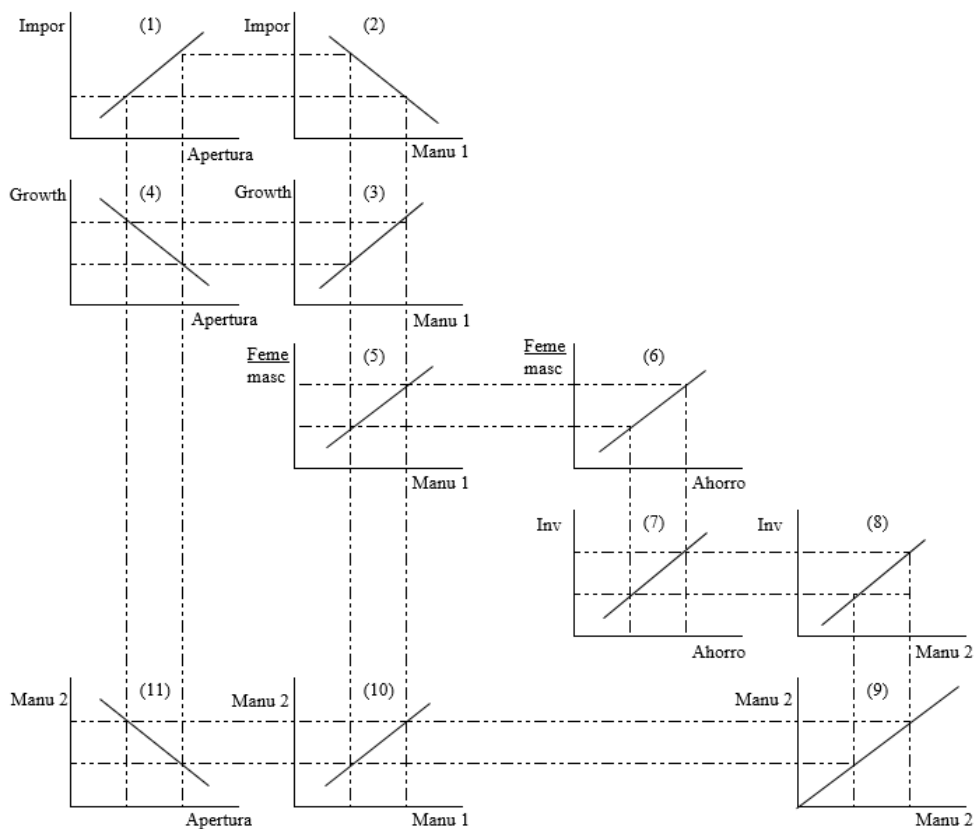 Impor (1) (2)
Apertura Manu 1
Growth (4) Growth (3)
Apertura Manu 1
Feme (5) Feme (6)
masc masc
Manu 1 Ahorro
Inv (7) Inv (8)
Ahorro Manu 2
Manu 2 (11) Manu 2 (10) Manu 2 (9)
Apertura Manu 1 Manu 2